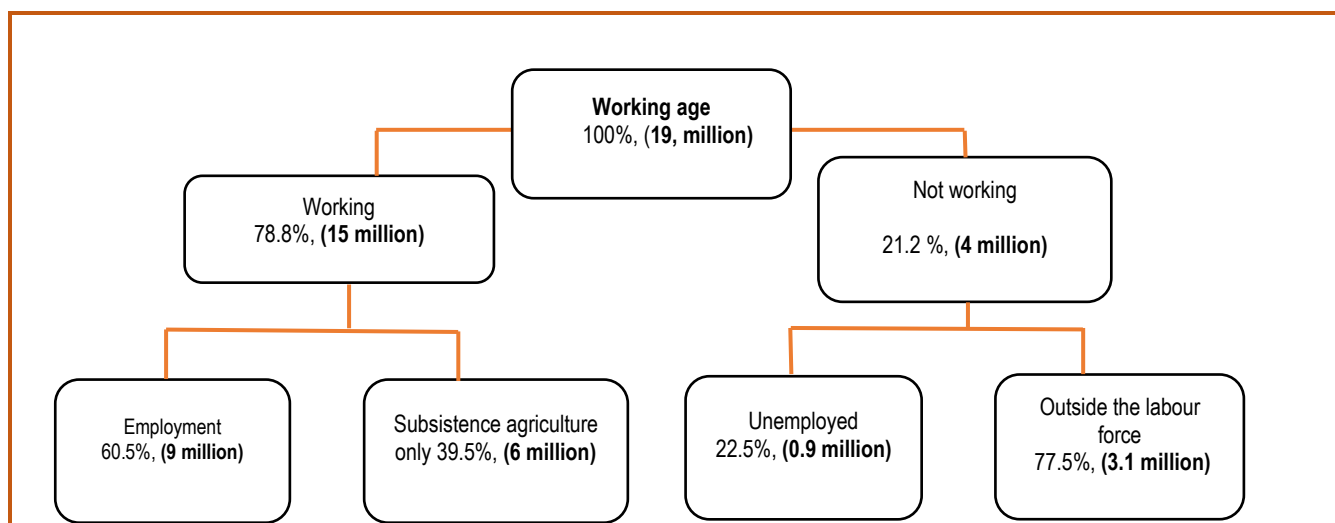 Working age
100%, (19, million)
Working
78.8%, (15 million)
Not working
21.2 %, (4 million)
Employment
60.5%, (9 million)
Subsistence agriculture
only 39.5%, (6 million)
Unemployed
22.5%, (0.9 million)
Outside the labour
force
77.5%, (3.1 million)